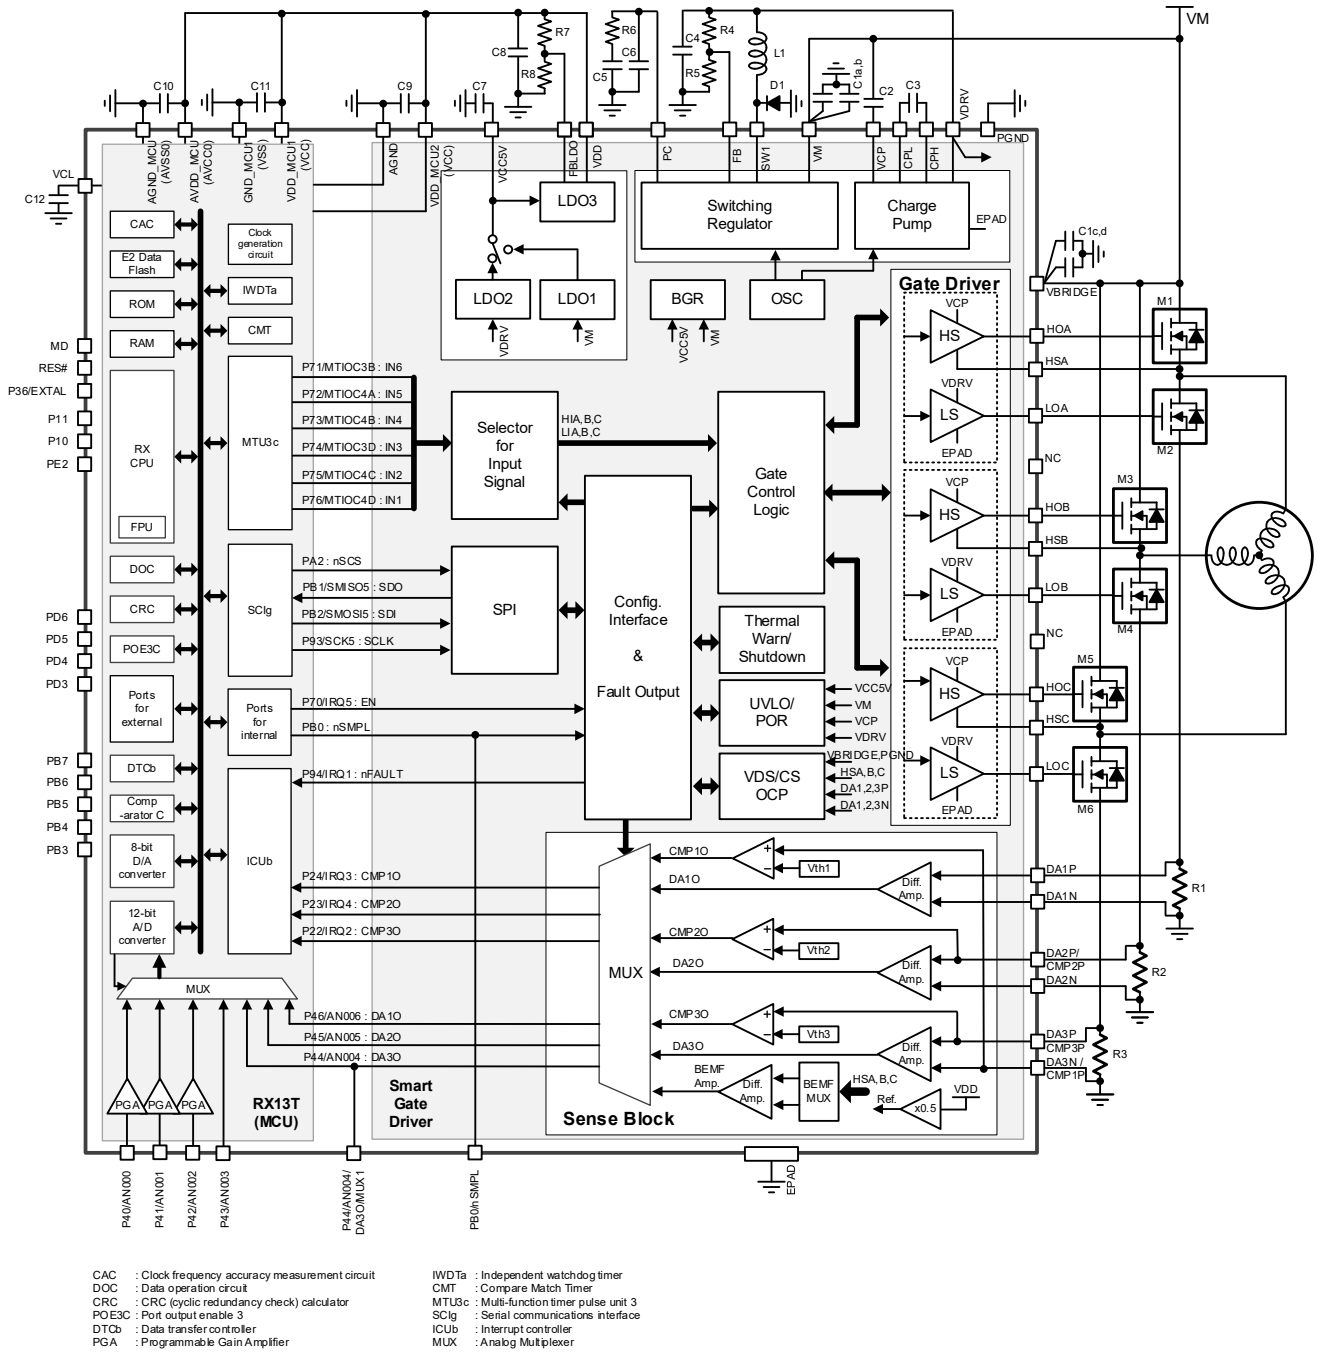 VM
R7
C8
R8
R6
C6
C5
R4
C4
R5
L1
D1
C1a,b
C2
C3
C10
C11
C9
C7
VDRV
PGND
AGND_MCU
(AVSS0)
AVDD_MCU
(AVCC0)
GND_MCU1
(VSS)
VDD_MCU1
(VCC)
AGND
VDD_MCU2
(VCC)
VCC5V
FBLDO
VDD
PC
FB
SW1
VM
VCP
CPL
CPH
VCL
C12
CAC
E2 Data
Flash
ROM
RAM
Clock
generation
circuit
IWDTa
CMT
LDO3
LDO2
LDO1
VDRV
VM
Switching
Regulator
Charge
Pump
EPAD
BGR
OSC
VCC5V
VM
C1c,d
VBRIDGE
Gate Driver
VCP
HS
VDRV
LS
EPAD
VCP
HS
VDRV
LS
EPAD
VCP
HS
VDRV
LS
EPAD
HOA
HSA
LOA
NC
HOB
HSB
LOB
NC
HOC
HSC
LOC
M1
M2
M3
M4
M5
M6
MD
RES#
P36/EXTAL
P11
P10
PE2
PD6
PD5
PD4
PD3
PB7
PB6
PB5
PB4
PB3
RX
CPU
FPU
MTU3c
P71/MTIOC3B : IN6
P72/MTIOC4A : IN5
P73/MTIOC4B : IN4
P74/MTIOC3D : IN3
P75/MTIOC4C : IN2
P76/MTIOC4D : IN1
Selector
for
Input
Signal
HIA,B,C
LIA,B,C
Gate
Control
Logic
DOC
CRC
POE3C
SCIg
PA2 : nSCS
PB1/SMISO5 : SDO
PB2/SMOSI5 : SDI
P93/SCK5 : SCLK
SPI
Config.
Interface
&
Fault Output
Thermal
Warn/
Shutdown
UVLO/
POR
VCC5V
VM
VCP
VDRV
VDS/CS
OCP
VBRIDGE,PGND
HSA,B,C
DA1,2,3P
DA1,2,3N
Ports
for
external
Ports
for
internal
P70/IRQ5 : EN
PB0 : nSMPL
P94/IRQ1 : nFAULT
DTCb
Comp
-arator C
8-bit
D/A
converter
12-bit
A/D
converter
ICUb
P24/IRQ3 : CMP1O
P23/IRQ4 : CMP2O
P22/IRQ2 : CMP3O
MUX
P46/AN006 : DA1O
P45/AN005 : DA2O
P44/AN004 : DA3O
PGA
PGA
PGA
RX13T
(MCU)
Smart
Gate
Driver
MUX
CMP1O
+
−
Vth1
DA1O
Diff.
Amp.
CMP2O
+
−
Vth2
DA2O
Diff.
Amp.
CMP3O
+
−
Vth3
DA3O
Diff.
Amp.
BEMF
Amp.
Diff.
Amp.
BEMF
MUX
HSA,B,C
Ref.
x0.5
VDD
Sense Block
DA1P
DA1N
R1
DA2P/
CMP2P
DA2N
R2
DA3P
CMP3P
DA3N /
CMP1P
R3
P40/AN000
P41/AN001
P42/AN002
P43/AN003
P44/AN004/
DA3O/MUX1
PB0/nSMPL
EPAD
CAC : Clock frequency accuracy measurement circuit
DOC : Data operation circuit
CRC : CRC (cyclic redundancy check) calculator
POE3C : Port output enable 3
DTCb : Data transfer controller
PGA : Programmable Gain Amplifier
IWDTa : Independent watchdog timer
CMT : Compare Match Timer
MTU3c : Multi-function timer pulse unit 3
SCIg : Serial communications interface
ICUb : Interrupt controller
MUX : Analog Multiplexer